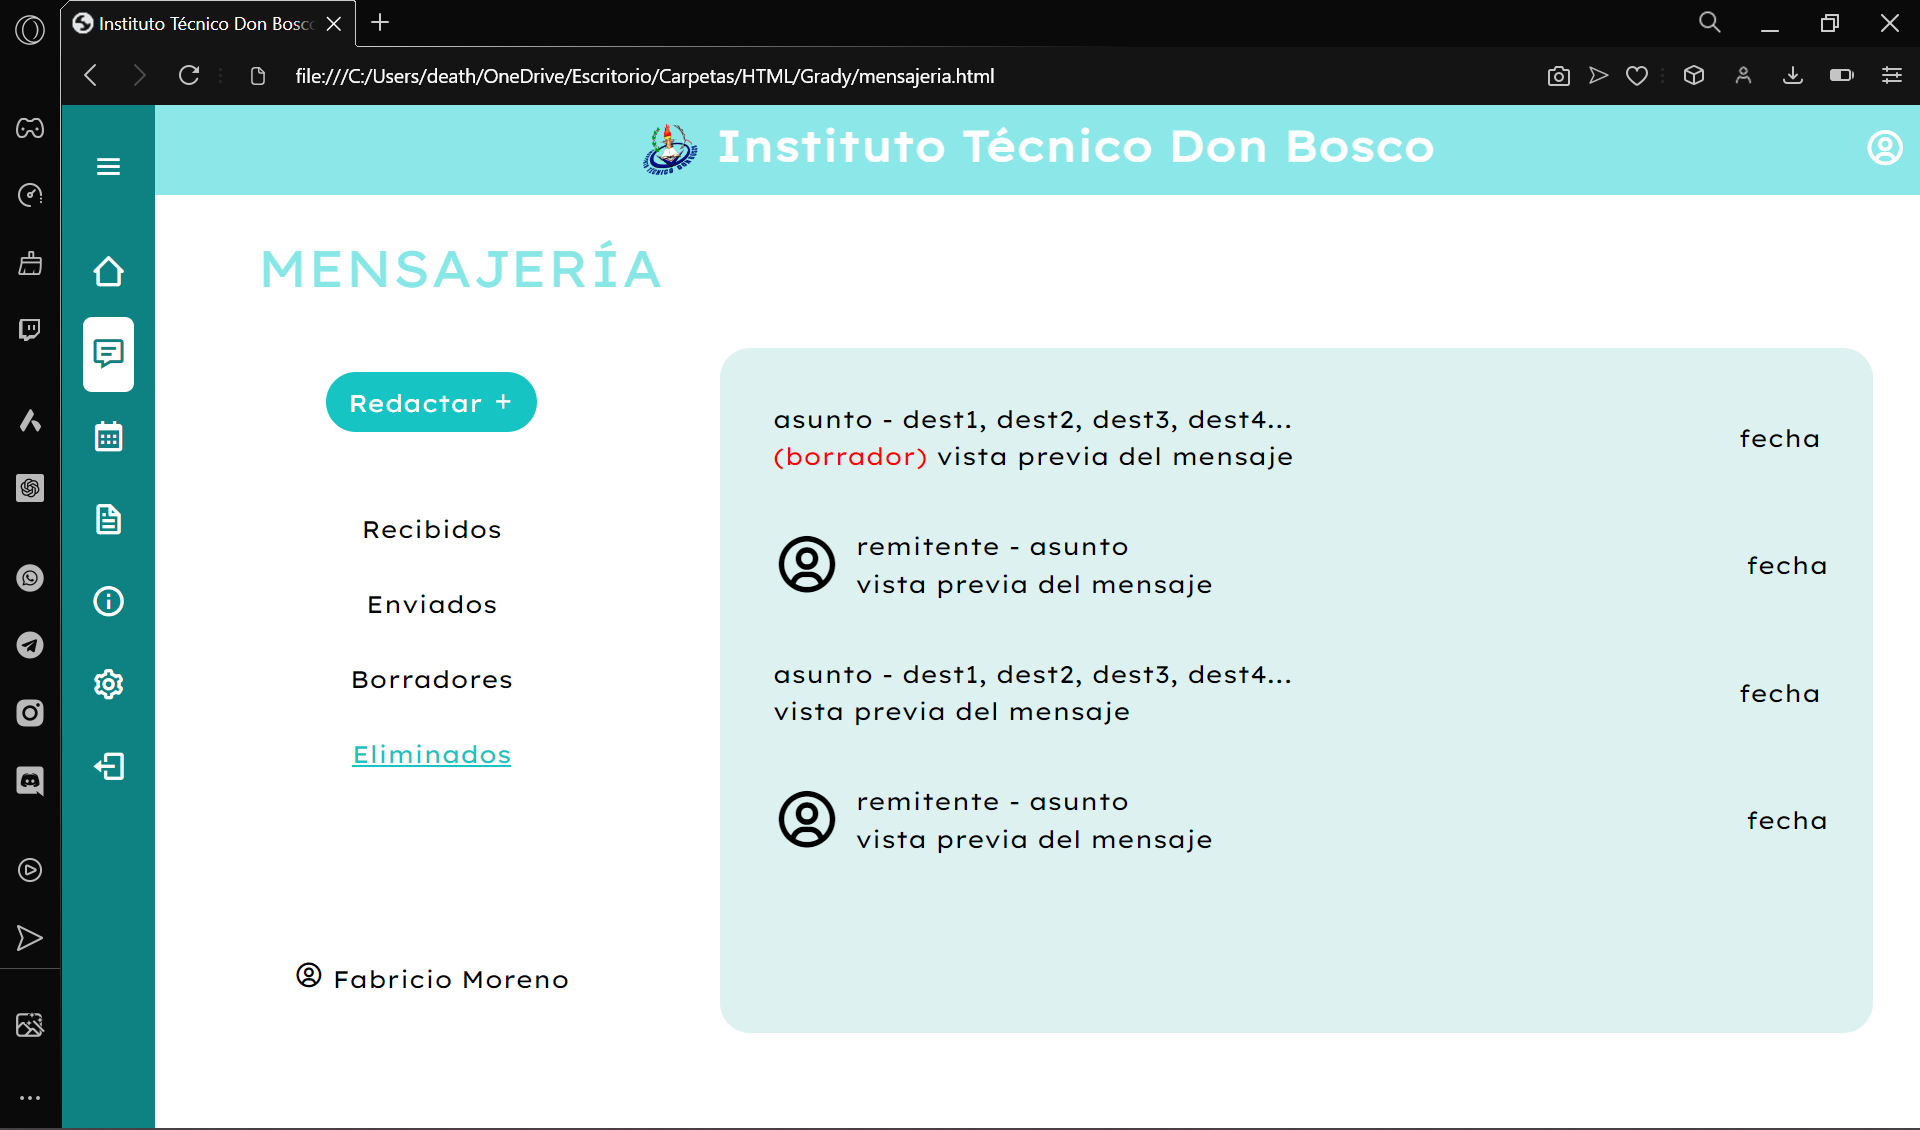 Instituto Técnico Don Bosc
file:///C:/Users/death/OneDrive/Escritorio/Carpetas/HTML/Grady/mensajeria.html
Instituto Técnico Don Bosco
MENSAJERÍA
Redactar +
Recibidos
Enviados
Borradores
Eliminados
Fabricio Moreno
asunto - dest1, dest2, dest3, dest4...
(borrador) vista previa del mensaje
fecha
remitente - asunto
vista previa del mensaje
fecha
asunto - dest1, dest2, dest3, dest4...
vista previa del mensaje
fecha
remitente - asunto
vista previa del mensaje
fecha